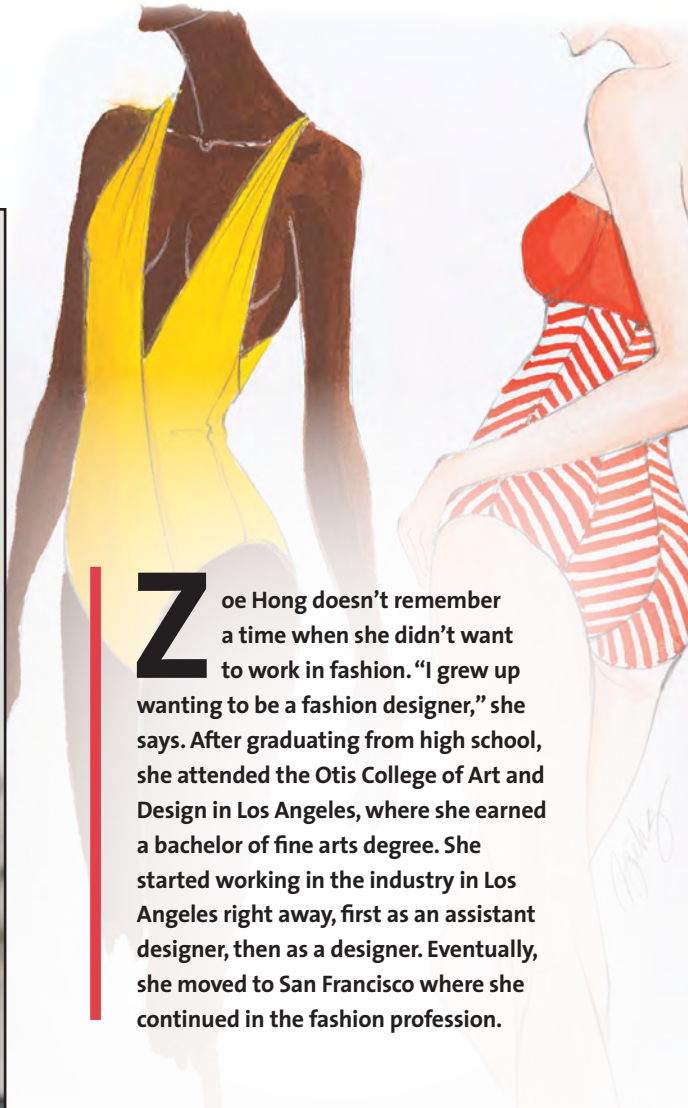 Zoe Hong doesn’t remember
a time when she didn’t want
to work in fashion. “I grew up
wanting to be a fashion designer,” she
says. After graduating from high school,
she attended the Otis College of Art and
Design in Los Angeles, where she earned
a bachelor of fine arts degree. She
started working in the industry in Los
Angeles right away, first as an assistant
designer, then as a designer. Eventually,
she moved to San Francisco where she
continued in the fashion profession.